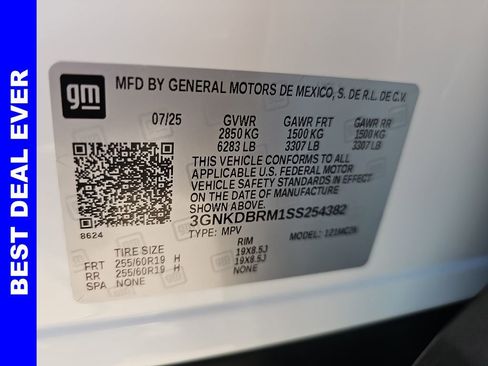 BEST DEAL EVER
gm
MFD BY GENERAL MOTORS DE MEXICO, S. DE R.L. DE C.V.
07/25 GVWR GAWR FRT GAWR RR
2850 KG 1500 KG 1500 KG
6283 LB 3307 LB 3307 LB
THIS VEHICLE CONFORMS TO ALL
APPLICABLE U.S. FEDERAL MOTOR
VEHICLE SAFETY STANDARDS IN EFFECT
ON THE DATE OF MANUFACTURE
SHOWN ABOVE.
3GNKDBRM1SS254382
TYPE: MPV MODEL:
8624
TIRE SIZE RIM
FRT 255/60R19 H 19X8.5J
RR 255/60R19 H 19X8.5J
SPA NONE NONE